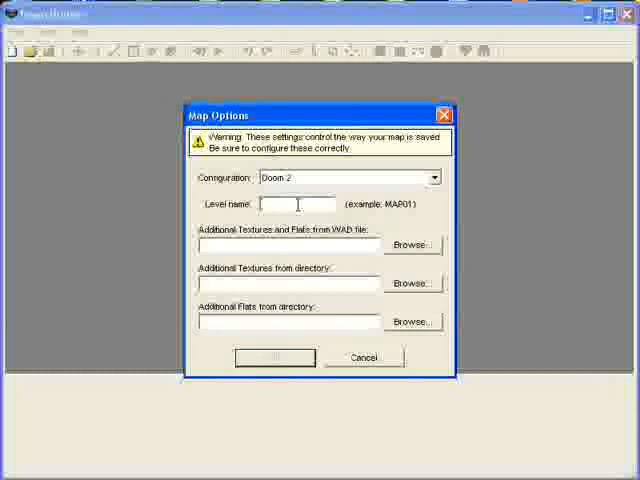 Map Options
Warning: These settings control the way your map is saved
Be sure to configure these correctly
Configuration: Doom 2
Level name: (example: MAP01)
Additional Textures and Flats from WAD file:
Browse...
Additional Textures from directory:
Browse...
Additional Flats from directory:
Browse...
Cancel